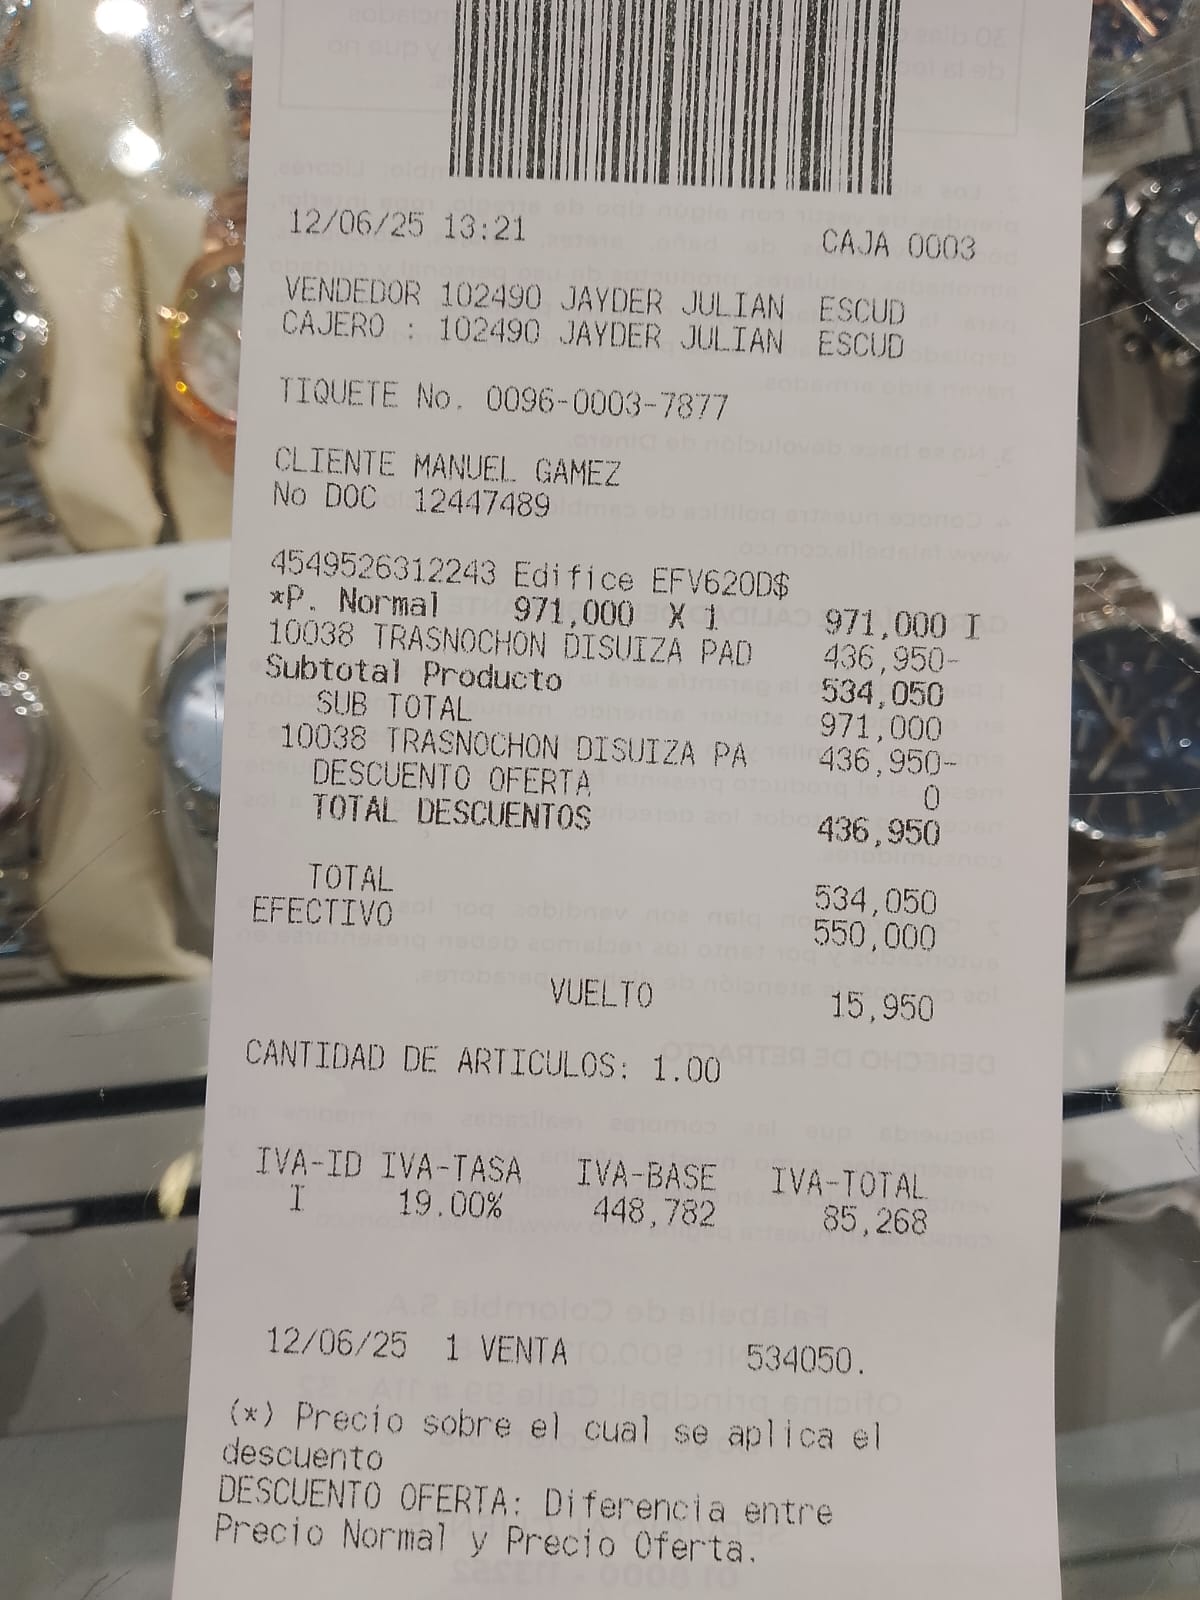 12/06/25 13:21 CAJA 0003
VENDEDOR 102490 JAYDER JULIAN ESCUD
CAJERO : 102490 JAYDER JULIAN ESCUD
TIQUETE No. 0096-0003-7877
CLIENTE MANUEL GAMEZ
No DOC 12447489
4549526312243 Edifice EFV620D$
*P. Normal 971,000 X 1 971,000 I
10038 TRASNOCHON DISUIZA PAD 436,950-
Subtotal Producto 534,050
SUB TOTAL 971,000
10038 TRASNOCHON DISUIZA PA 436,950-
DESCUENTO OFERTA 0
TOTAL DESCUENTOS 436,950
TOTAL 534,050
EFECTIVO 550,000
VUELTO 15,950
CANTIDAD DE ARTICULOS: 1.00
IVA-ID IVA-TASA IVA-BASE IVA-TOTAL
I 19.00% 448,782 85,268
12/06/25 1 VENTA 534050.
(*) Precio sobre el cual se aplica el
descuento
DESCUENTO OFERTA: Diferencia entre
Precio Normal y Precio Oferta.